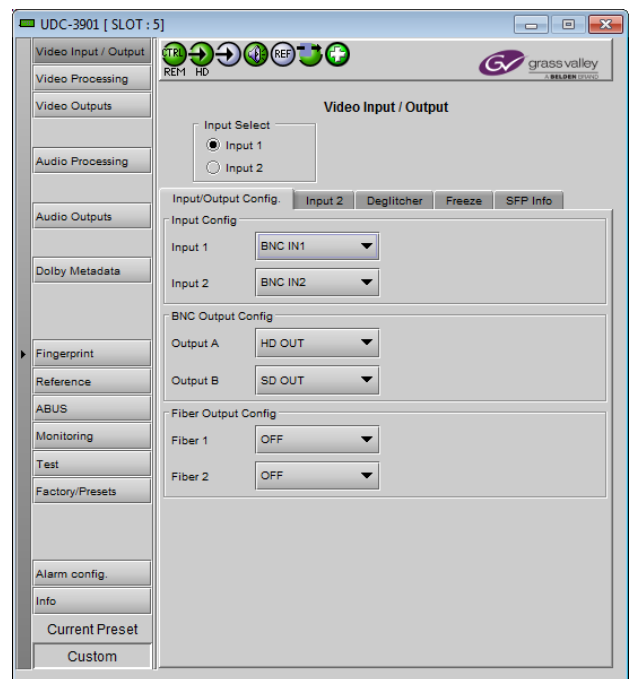 UDC-3901 [ SLOT : 5]
Video Input / Output
Video Processing
Video Outputs
Audio Processing
Audio Outputs
Dolby Metadata
Fingerprint
Reference
ABUS
Monitoring
Test
Factory/Presets
Alarm config.
Info
Current Preset
Custom
CTRL
REF
REM HD
GV grass valley
A BELDEN BRAND
Video Input / Output
Input Select
Input 1
Input 2
Input/Output Config. Input 2 Deglitcher Freeze SFP Info
Input Config
Input 1 BNC IN1
Input 2 BNC IN2
BNC Output Config
Output A HD OUT
Output B SD OUT
Fiber Output Config
Fiber 1 OFF
Fiber 2 OFF